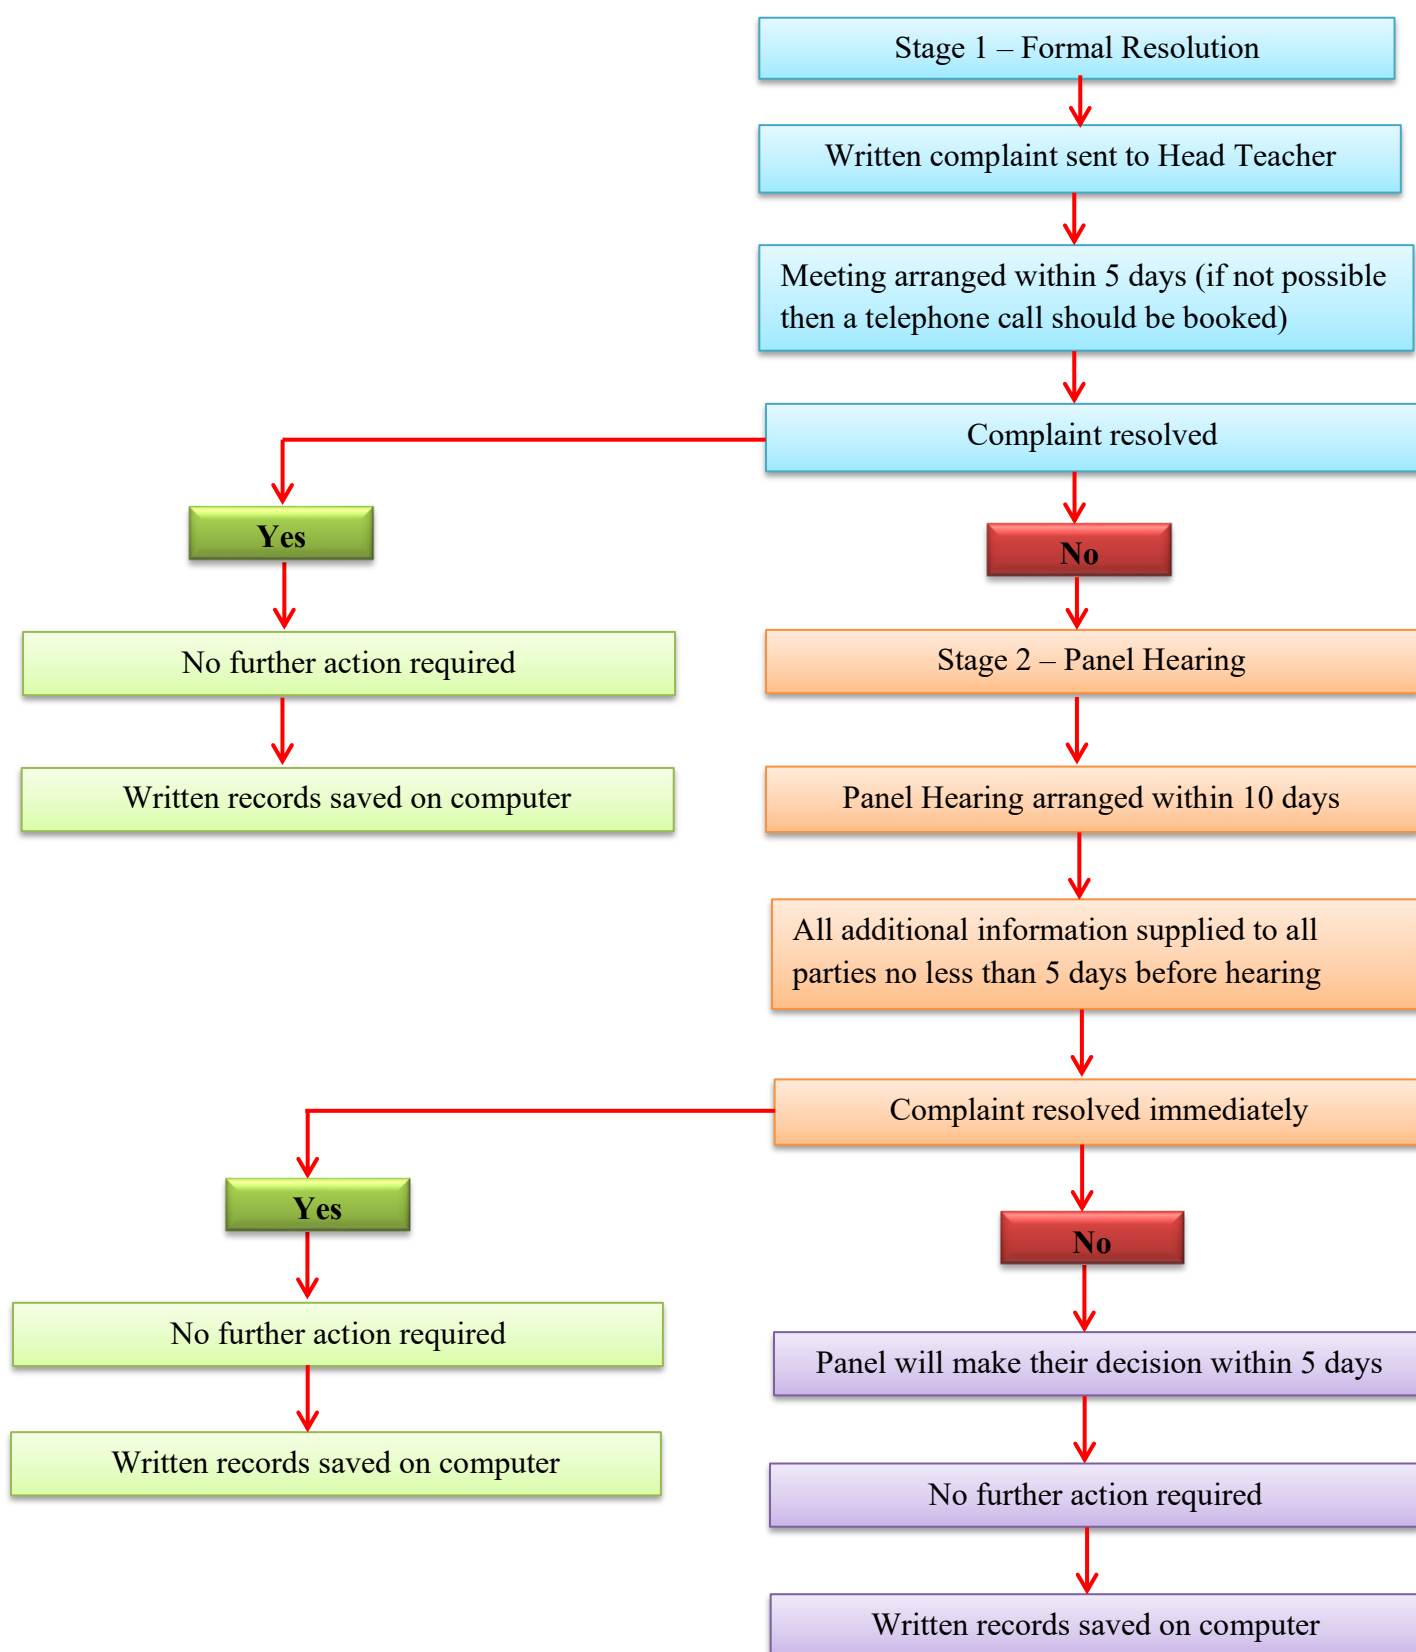 Stage 1 – Formal Resolution
Written complaint sent to Head Teacher
Meeting arranged within 5 days (if not possible
then a telephone call should be booked)
Complaint resolved
Yes
No
No further action required
Stage 2 – Panel Hearing
Written records saved on computer
Panel Hearing arranged within 10 days
All additional information supplied to all
parties no less than 5 days before hearing
Complaint resolved immediately
Yes
No
No further action required
Panel will make their decision within 5 days
Written records saved on computer
No further action required
Written records saved on computer